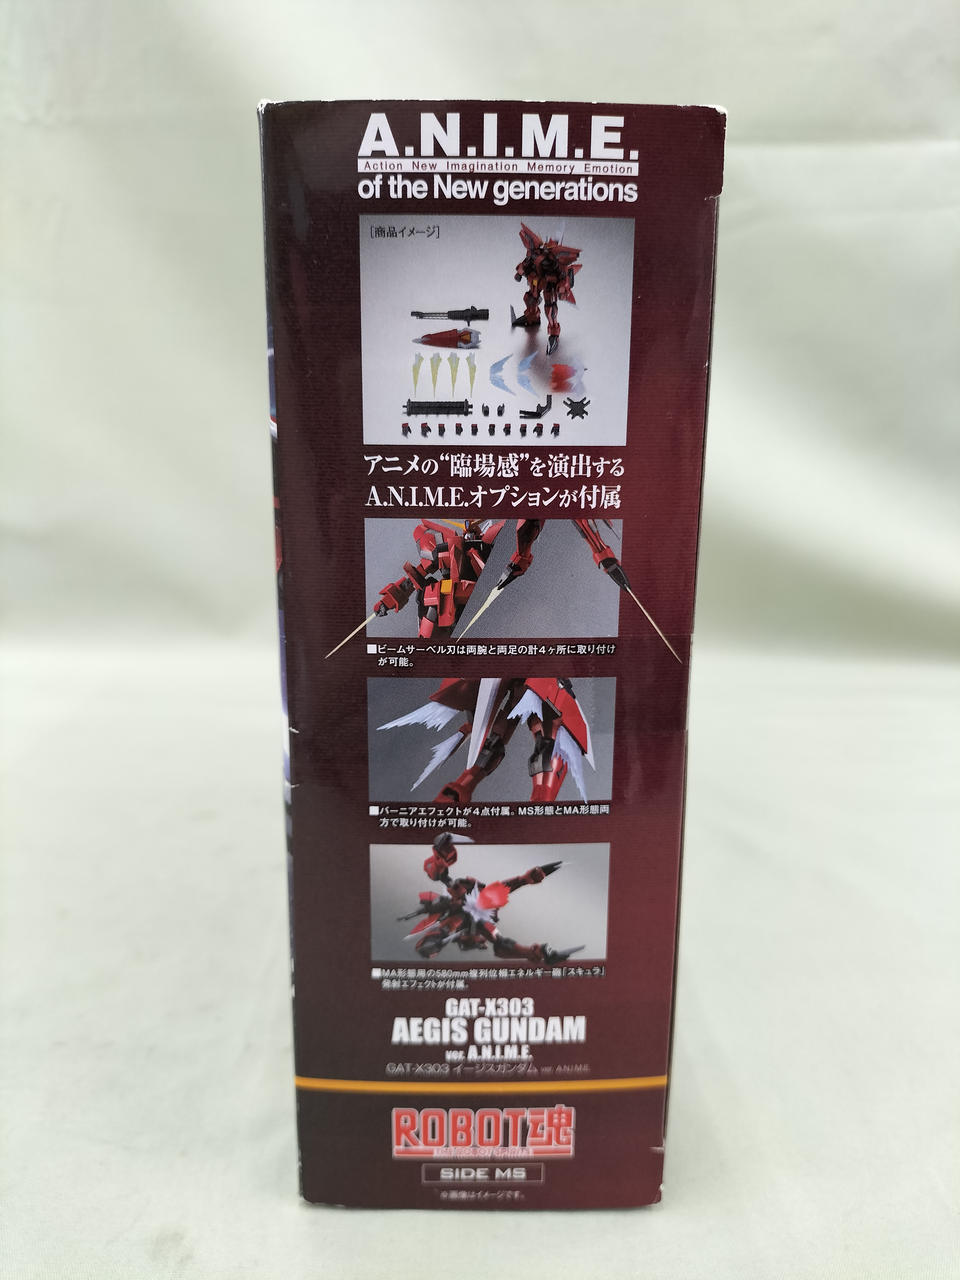 A.N.I.M.E.
Action New Imagination Memory Emotion
of the New generations
[商品イメージ]
アニメの“臨場感”を演出する
A.N.I.M.E.オプションが付属
■ビームサーベル刃は両腕と両足の計4ヶ所に取り付け
が可能。
■バーニアエフェクトが4点付属。MS形態とMA形態両
方で取り付けが可能。
■MA形態用の580mm複列位相エネルギー砲「スキュラ」
発射エフェクトが付属。
GAT-X303
AEGIS GUNDAM
ver. A.N.I.M.E.
GAT-X303 イージスガンダム ver. A.N.I.M.E.
ROBOT魂
THE ROBOT SPIRITS
SIDE MS
※画像はイメージです。